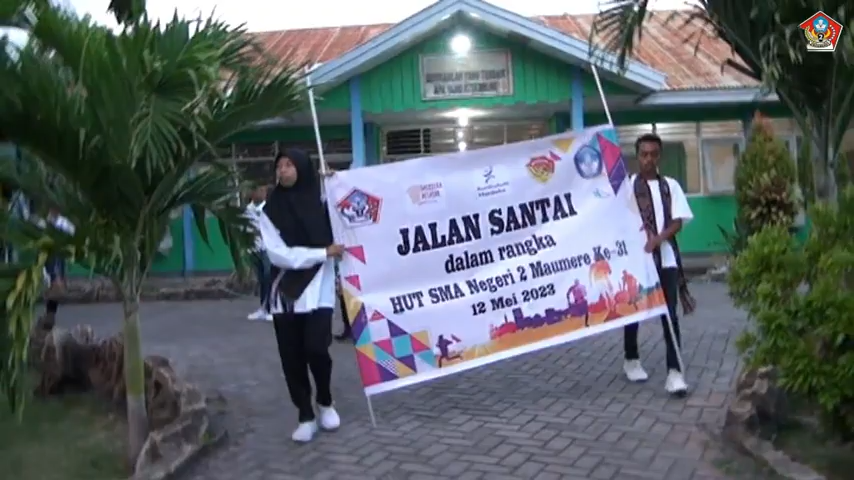 JALAN SANTAI
dalam rangka
HUT SMA Negeri 2 Maumere Ke-31
12 Mei 2023